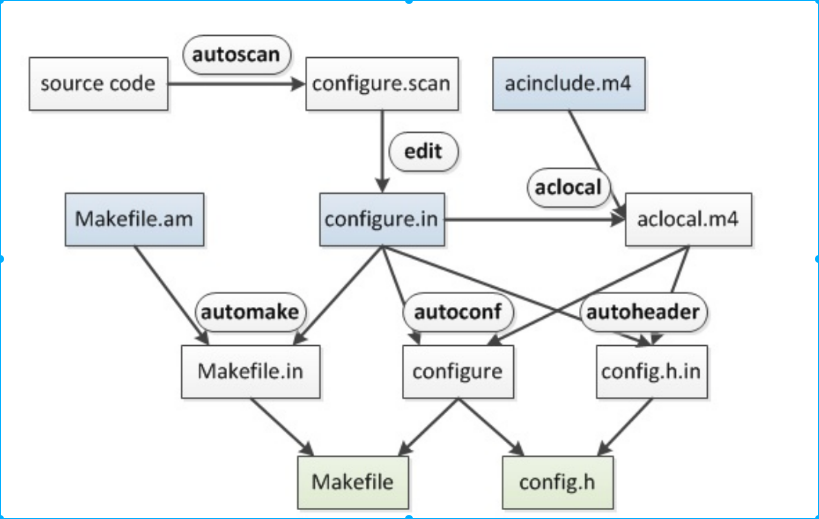 autoscan
source code
configure.scan
acinclude.m4
edit
aclocal
Makefile.am
configure.in
aclocal.m4
automake
autoconf
autoheader
Makefile.in
configure
config.h.in
Makefile
config.h